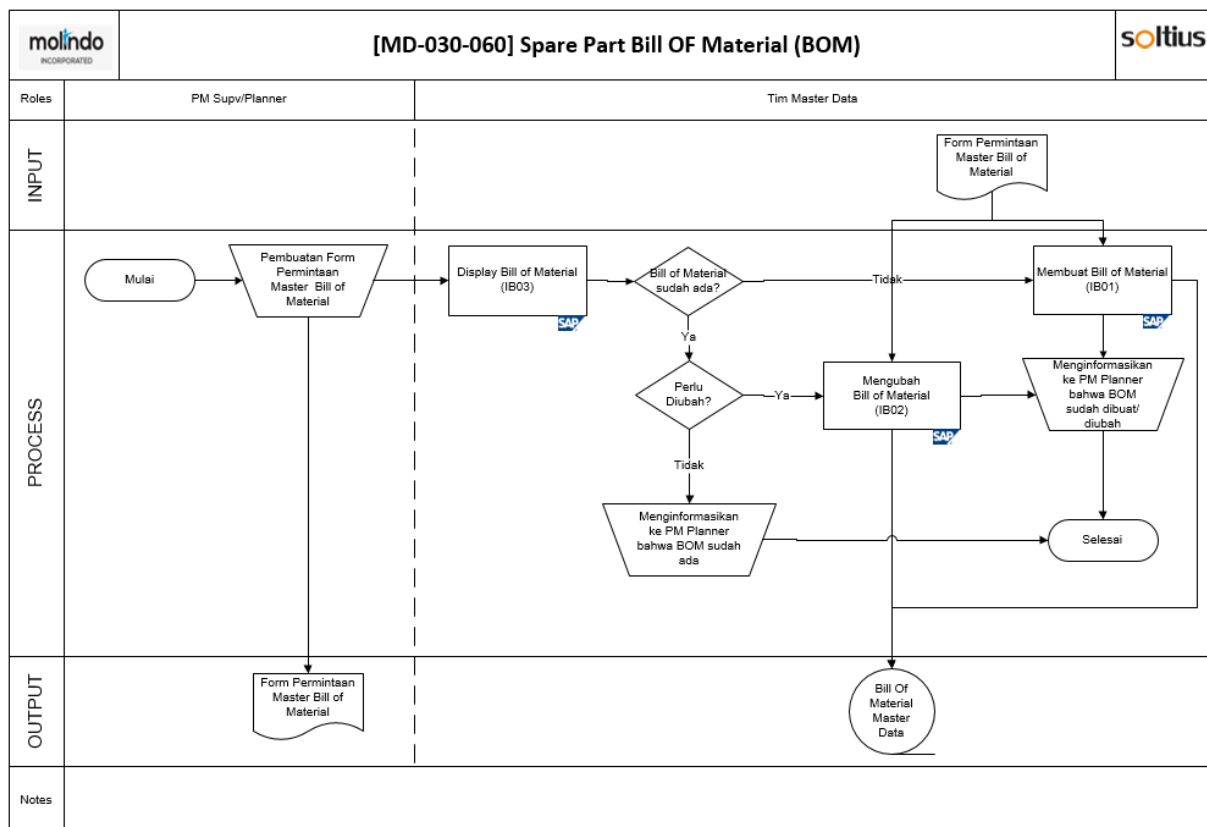 molindo
INCORPORATED
[MD-030-060] Spare Part Bill OF Material (BOM)
soltius
Roles
PM Supv/Planner
Tim Master Data
INPUT
Form Permintaan
Master Bill of
Material
PROCESS
Mulai
Pembuatan Form
Permintaan
Master Bill of
Material
Display Bill of Material
(IB03)
SAP
Bill of Material
sudah ada?
Tidak
Membuat Bill of Material
(IB01)
SAP
Ya
Perlu
Diubah?
Ya
Mengubah
Bill of Material
(IB02)
SAP
Menginformasikan
ke PM Planner
bahwa BOM
sudah dibuat/
diubah
Tidak
Menginformasikan
ke PM Planner
bahwa BOM sudah
ada
Selesai
OUTPUT
Form Permintaan
Master Bill of
Material
Bill Of
Material
Master
Data
Notes